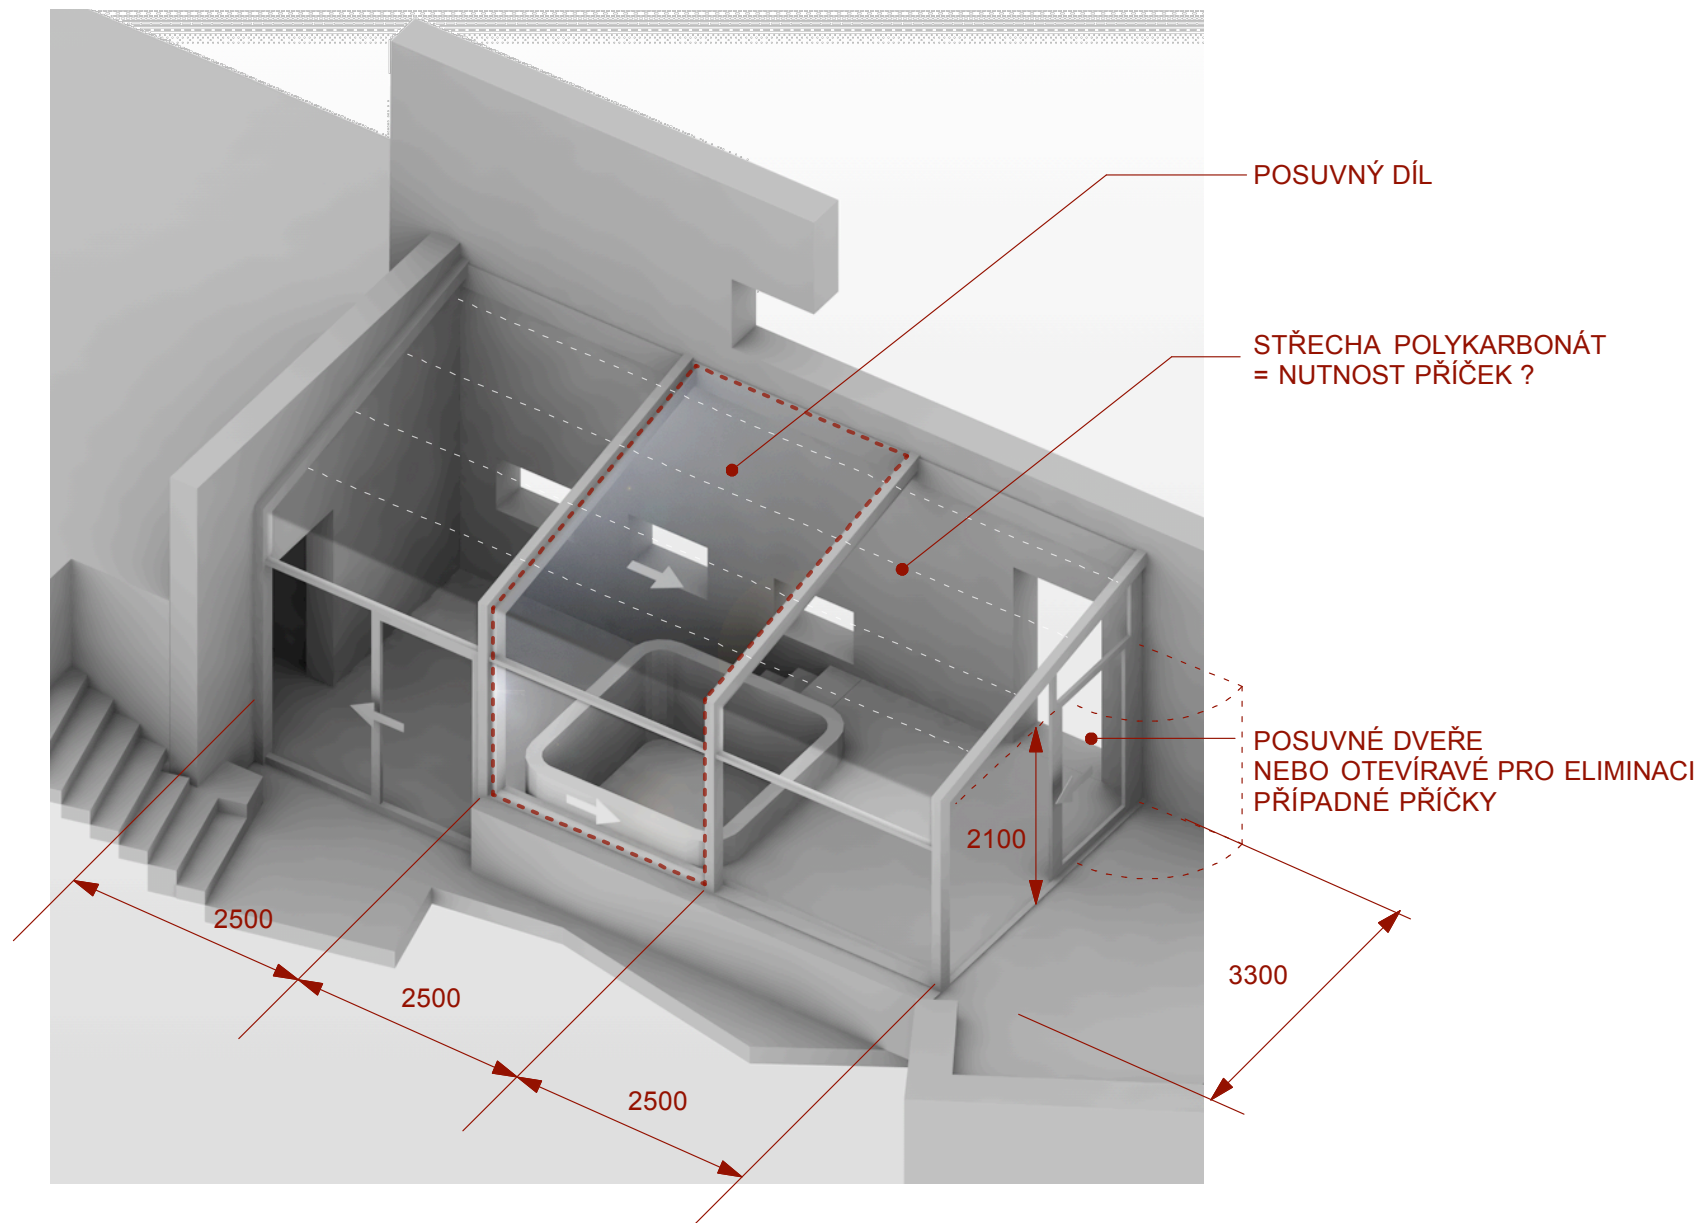 POSUVNÝ DÍL
STŘECHA POLYKARBONÁT
= NUTNOST PŘÍČEK ?
POSUVNÉ DVEŘE
NEBO OTEVÍRAVÉ PRO ELIMINACI
PŘÍPADNÉ PŘÍČKY
2100
2500
3300
2500
2500